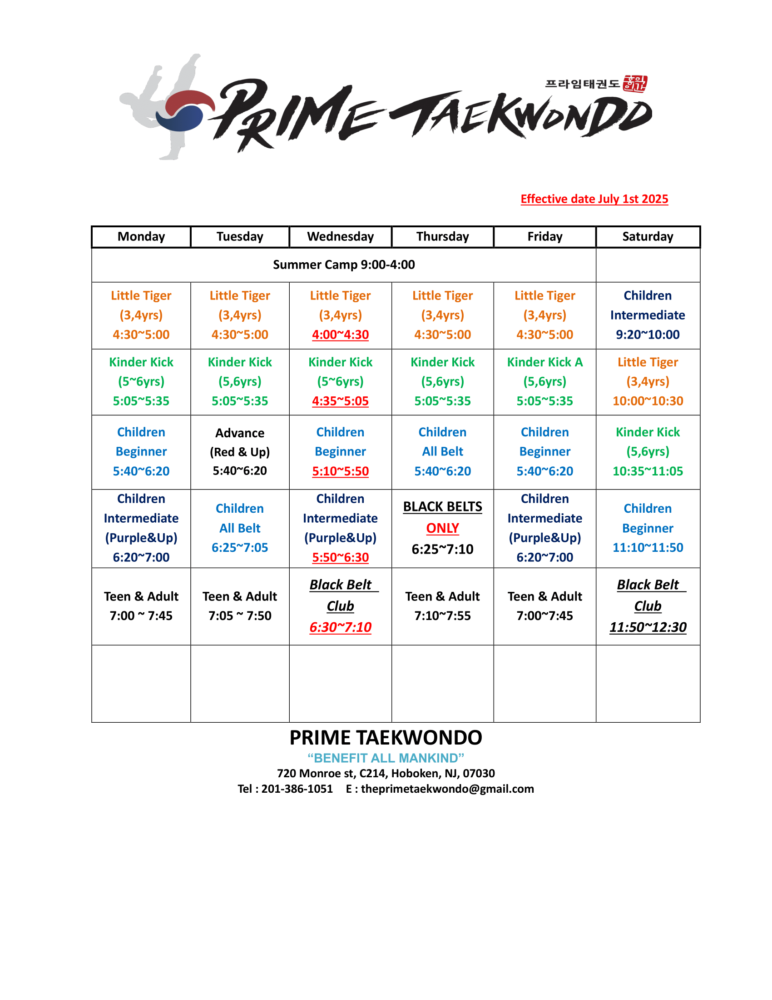 프라임태권도 홍익인간
PRIME TAEKWONDO
Effective date July 1st 2025
Monday Tuesday Wednesday Thursday Friday Saturday
Summer Camp 9:00-4:00
Little Tiger Little Tiger Little Tiger Little Tiger Little Tiger Children
(3,4yrs) (3,4yrs) (3,4yrs) (3,4yrs) (3,4yrs) Intermediate
4:30~5:00 4:30~5:00 4:00~4:30 4:30~5:00 4:30~5:00 9:20~10:00
Kinder Kick Kinder Kick Kinder Kick Kinder Kick Kinder Kick A Little Tiger
(5~6yrs) (5,6yrs) (5~6yrs) (5,6yrs) (5,6yrs) (3,4yrs)
5:05~5:35 5:05~5:35 4:35~5:05 5:05~5:35 5:05~5:35 10:00~10:30
Children Advance Children Children Children Kinder Kick
Beginner (Red & Up) Beginner All Belt Beginner (5,6yrs)
5:40~6:20 5:40~6:20 5:10~5:50 5:40~6:20 5:40~6:20 10:35~11:05
Children
Intermediate
(Purple&Up)
6:20~7:00
Children
All Belt
6:25~7:05
Children
Intermediate
(Purple&Up)
5:50~6:30
BLACK BELTS
ONLY
6:25~7:10
Children
Intermediate
(Purple&Up)
6:20~7:00
Children
Beginner
11:10~11:50
Teen & Adult
7:00 ~ 7:45
Teen & Adult
7:05 ~ 7:50
Black Belt
Club
6:30~7:10
Teen & Adult
7:10~7:55
Teen & Adult
7:00~7:45
Black Belt
Club
11:50~12:30
PRIME TAEKWONDO
“BENEFIT ALL MANKIND”
720 Monroe st, C214, Hoboken, NJ, 07030
Tel : 201-386-1051 E : theprimetaekwondo@gmail.com